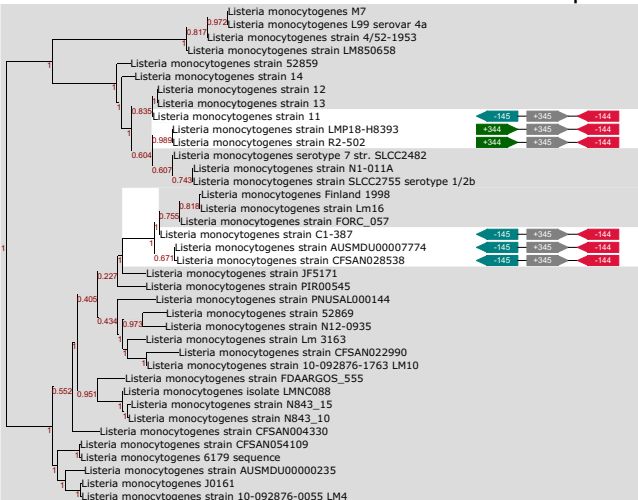 Listeria monocytogenes M7
0.972
Listeria monocytogenes L99 serovar 4a
0.817
Listeria monocytogenes strain 4/52-1953
Listeria monocytogenes strain LM850658
1
Listeria monocytogenes strain 52859
Listeria monocytogenes strain 14
1
Listeria monocytogenes strain 12
1
Listeria monocytogenes strain 13
0.835
1
Listeria monocytogenes strain 11 -145 +345 -144
1
Listeria monocytogenes strain LMP18-H8393 +344 +345 -144
0.989
Listeria monocytogenes strain R2-502 +344 +345 -144
0.604
Listeria monocytogenes serotype 7 str. SLCC2482
0.607
Listeria monocytogenes strain N1-011A
0.743
Listeria monocytogenes strain SLCC2755 serotype 1/2b
Listeria monocytogenes Finland 1998
0.818
Listeria monocytogenes strain Lm16
0.755
Listeria monocytogenes strain FORC_057
1
Listeria monocytogenes strain C1-387 -145 +345 -144
1
Listeria monocytogenes strain AUSMDU00007774 -145 +345 -144
1
0.671
Listeria monocytogenes strain CFSAN028538 -145 +345 -144
1
Listeria monocytogenes strain JF5171
0.227
Listeria monocytogenes strain PIR00545
0.405
Listeria monocytogenes strain PNUSAL000144
Listeria monocytogenes strain 52869
0.434
0.973
Listeria monocytogenes strain N12-0935
1
Listeria monocytogenes strain Lm 3163
1
Listeria monocytogenes strain CFSAN022990
1
Listeria monocytogenes strain 10-092876-1763 LM10
Listeria monocytogenes strain FDAARGOS_555
0.552
0.951
Listeria monocytogenes isolate LMNC088
Listeria monocytogenes strain N843_15
1
Listeria monocytogenes strain N843_10
1
Listeria monocytogenes strain CFSAN004330
1
Listeria monocytogenes strain CFSAN054109
1
Listeria monocytogenes 6179 sequence
1
Listeria monocytogenes strain AUSMDU00000235
1
Listeria monocytogenes J0161
1
Listeria monocytogenes strain 10-092876-0055 LM4